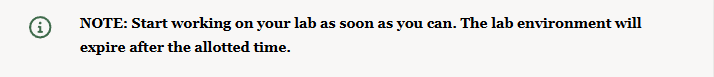 NOTE: Start working on your lab as soon as you can. The lab environment will
expire after the allotted time.